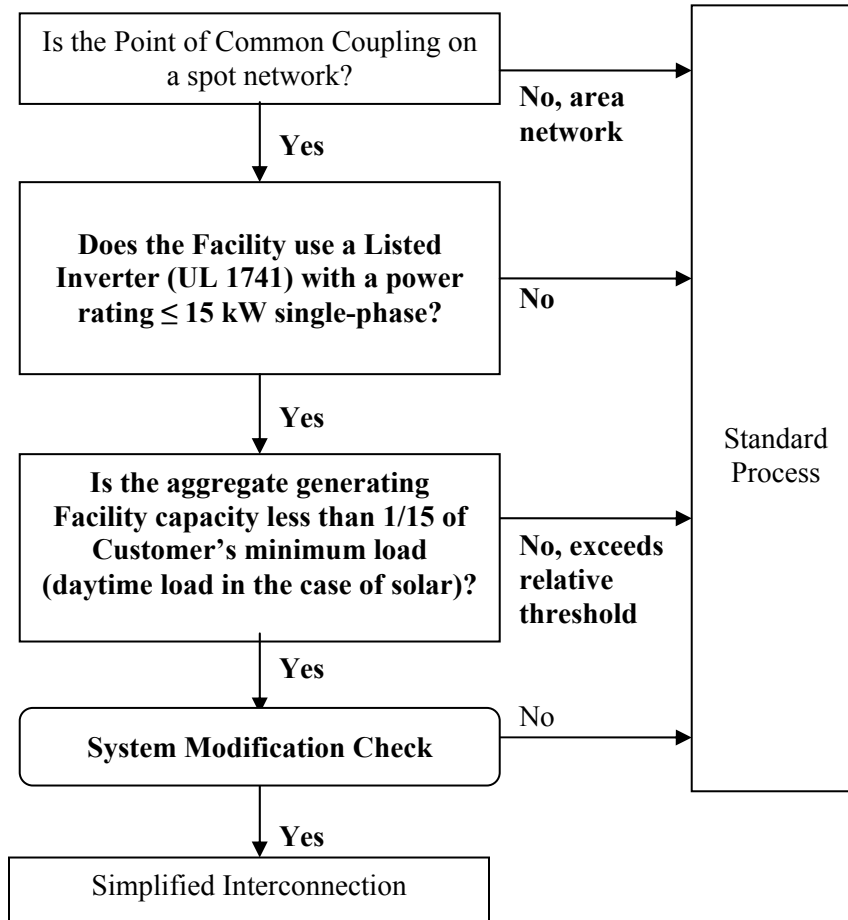 Is the Point of Common Coupling on
a spot network?
No, area
network
Yes
Does the Facility use a Listed
Inverter (UL 1741) with a power
rating ≤ 15 kW single-phase?
No
Yes
Is the aggregate generating
Facility capacity less than 1/15 of
Customer’s minimum load
(daytime load in the case of solar)?
No, exceeds
relative
threshold
Yes
System Modification Check
No
Yes
Simplified Interconnection
Standard
Process